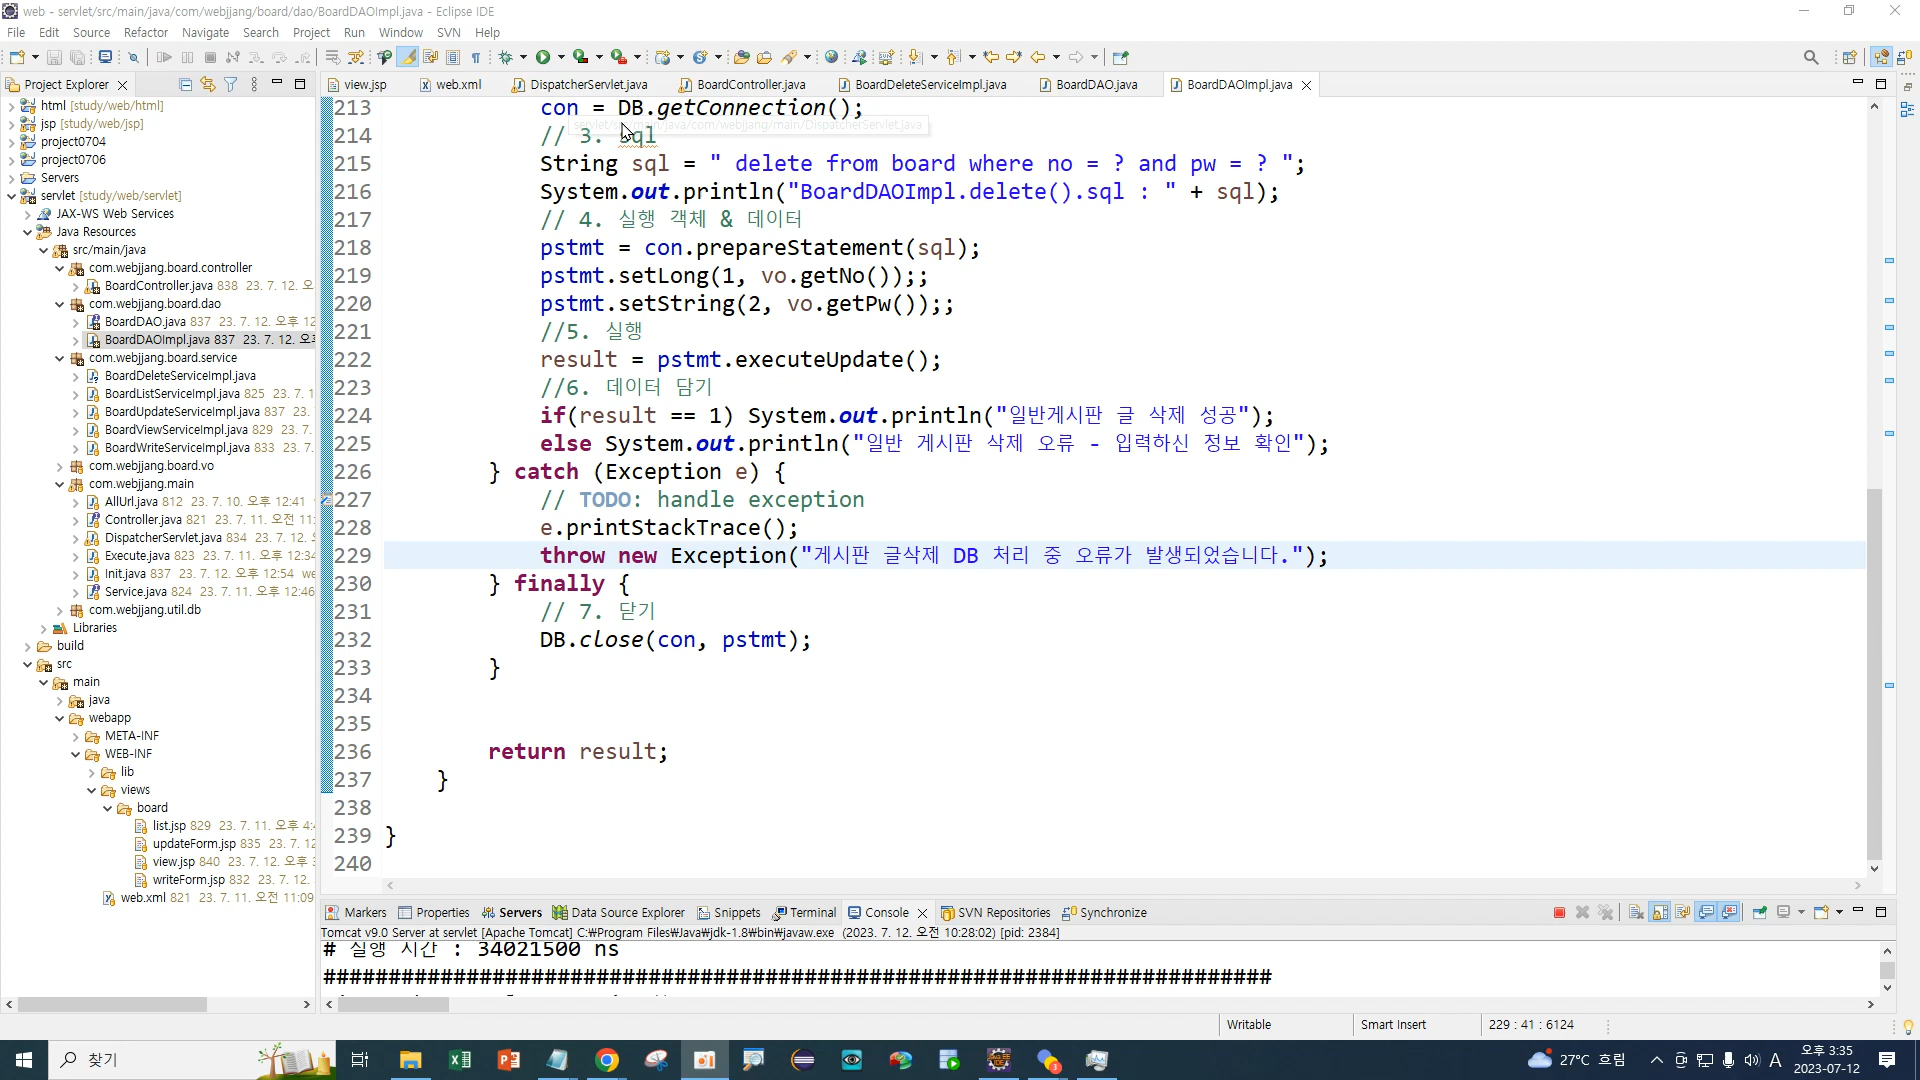 web - servlet/src/main/java/com/webjjang/board/dao/BoardDAOImpl.java - Eclipse IDE
File Edit Source Refactor Navigate Search Project Run Window SVN Help
Project Explorer
view.jsp web.xml DispatcherServlet.java BoardController.java BoardDeleteServiceImpl.java BoardDAO.java BoardDAOImpl.java
html [study/web/html]
jsp [study/web/jsp]
project0704
project0706
Servers
servlet [study/web/servlet]
JAX-WS Web Services
Java Resources
src/main/java
com.webjjang.board.controller
BoardController.java 838 23. 7. 12. 오
com.webjjang.board.dao
BoardDAO.java 837 23. 7. 12. 오후 12
BoardDAOImpl.java 837 23. 7. 12. 오후
com.webjjang.board.service
BoardDeleteServiceImpl.java
BoardListServiceImpl.java 825 23. 7. 1
BoardUpdateServiceImpl.java 837 23.
BoardViewServiceImpl.java 829 23. 7.
BoardWriteServiceImpl.java 833 23. 7.
com.webjjang.board.vo
com.webjjang.main
AllUrl.java 812 23. 7. 10. 오후 12:41
Controller.java 821 23. 7. 11. 오전 11:
DispatcherServlet.java 834 23. 7. 12.
Execute.java 823 23. 7. 11. 오후 12:34
Init.java 837 23. 7. 12. 오후 12:54 we
Service.java 824 23. 7. 11. 오후 12:46
com.webjjang.util.db
Libraries
build
src
main
java
webapp
META-INF
WEB-INF
lib
views
board
list.jsp 829 23. 7. 11. 오후 4:4
updateForm.jsp 835 23. 7. 12
view.jsp 840 23. 7. 12. 오후 3
writeForm.jsp 832 23. 7. 12.
web.xml 821 23. 7. 11. 오전 11:09
213 con = DB.getConnection();
servlet/src/main/java/com/webjjang/main/DispatcherServlet.java
214 // 3. sql
215 String sql = " delete from board where no = ? and pw = ? ";
216 System.out.println("BoardDAOImpl.delete().sql : " + sql);
217 // 4. 실행 객체 & 데이터
218 pstmt = con.prepareStatement(sql);
219 pstmt.setLong(1, vo.getNo());;
220 pstmt.setString(2, vo.getPw());;
221 //5. 실행
222 result = pstmt.executeUpdate();
223 //6. 데이터 담기
224 if(result == 1) System.out.println("일반게시판 글 삭제 성공");
225 else System.out.println("일반 게시판 삭제 오류 - 입력하신 정보 확인");
226 } catch (Exception e) {
227 // TODO: handle exception
228 e.printStackTrace();
229 throw new Exception("게시판 글삭제 DB 처리 중 오류가 발생되었습니다.");
230 } finally {
231 // 7. 닫기
232 DB.close(con, pstmt);
233 }
234
235
236 return result;
237 }
238
239 }
240
Markers Properties Servers Data Source Explorer Snippets Terminal Console SVN Repositories Synchronize
Tomcat v9.0 Server at servlet [Apache Tomcat] C:₩Program Files₩Java₩jdk-1.8₩bin₩javaw.exe (2023. 7. 12. 오전 10:28:02) [pid: 2384]
# 실행 시간 : 34021500 ns
#########################################################################
Writable Smart Insert 229 : 41 : 6124
찾기
27°C 흐림 A 오후 3:35
2023-07-12